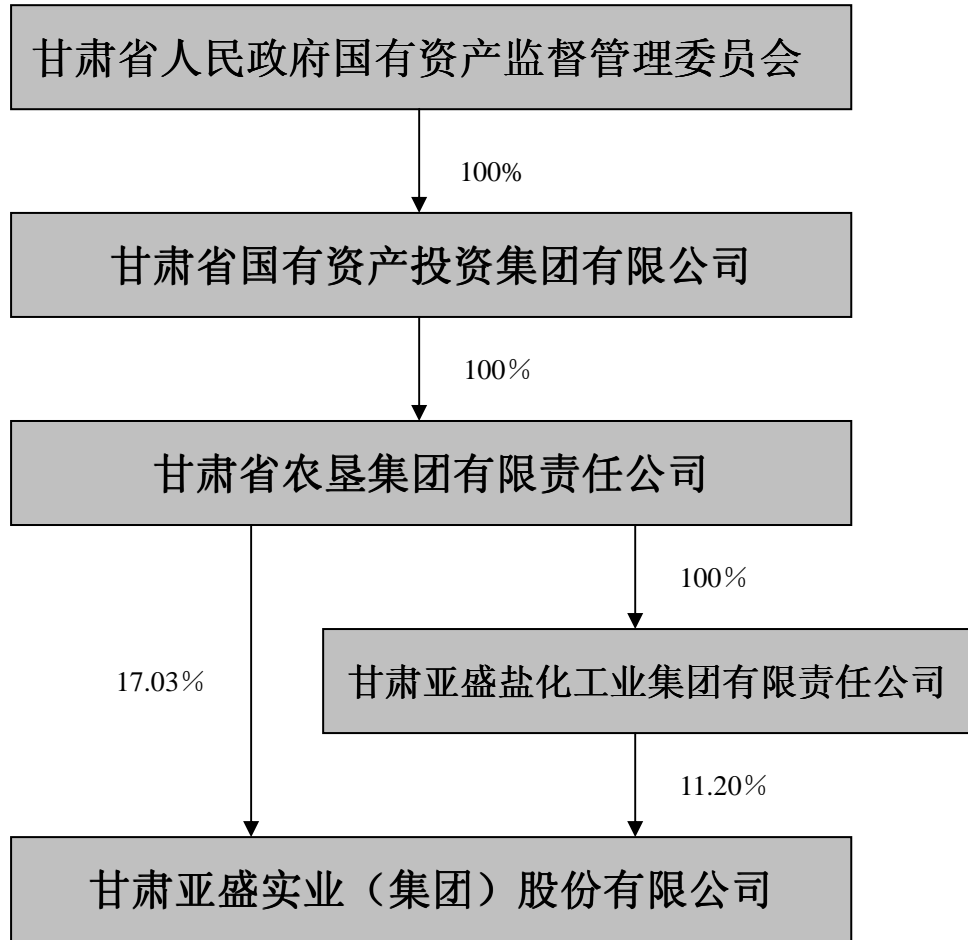 甘肃省人民政府国有资产监督管理委员会
100%
甘肃省国有资产投资集团有限公司
100％
甘肃省农垦集团有限责任公司
100％
17.03％
甘肃亚盛盐化工业集团有限责任公司
11.20％
甘肃亚盛实业（集团）股份有限公司